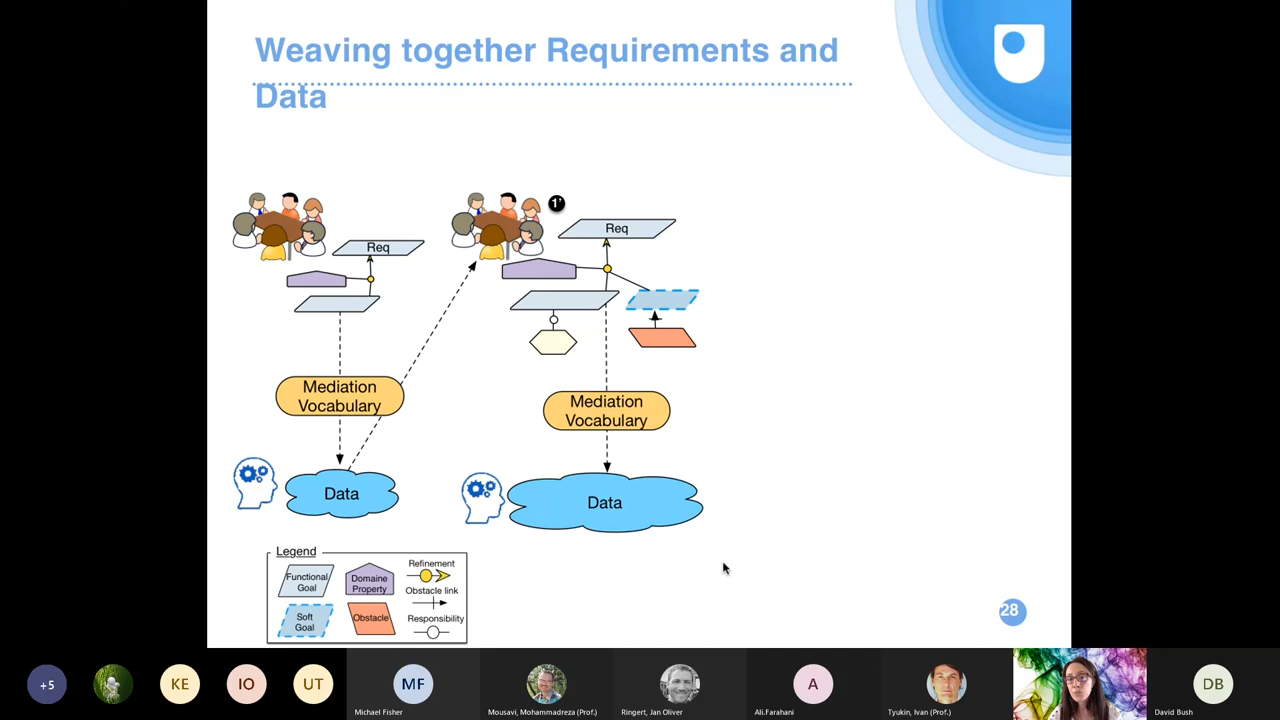 Weaving together Requirements and
Data
1'
Req
Req
Mediation
Vocabulary
Mediation
Vocabulary
Data
Data
Legend
Functional
Goal
Domaine
Property
Refinement
Obstacle link
Soft
Goal
Obstacle
Responsibility
28
+5
KE
IO
UT
MF
Michael Fisher
Mousavi, Mohammadreza (Prof.)
Ringert, Jan Oliver
A
Ali.Farahani
Tyukin, Ivan (Prof.)
DB
David Bush